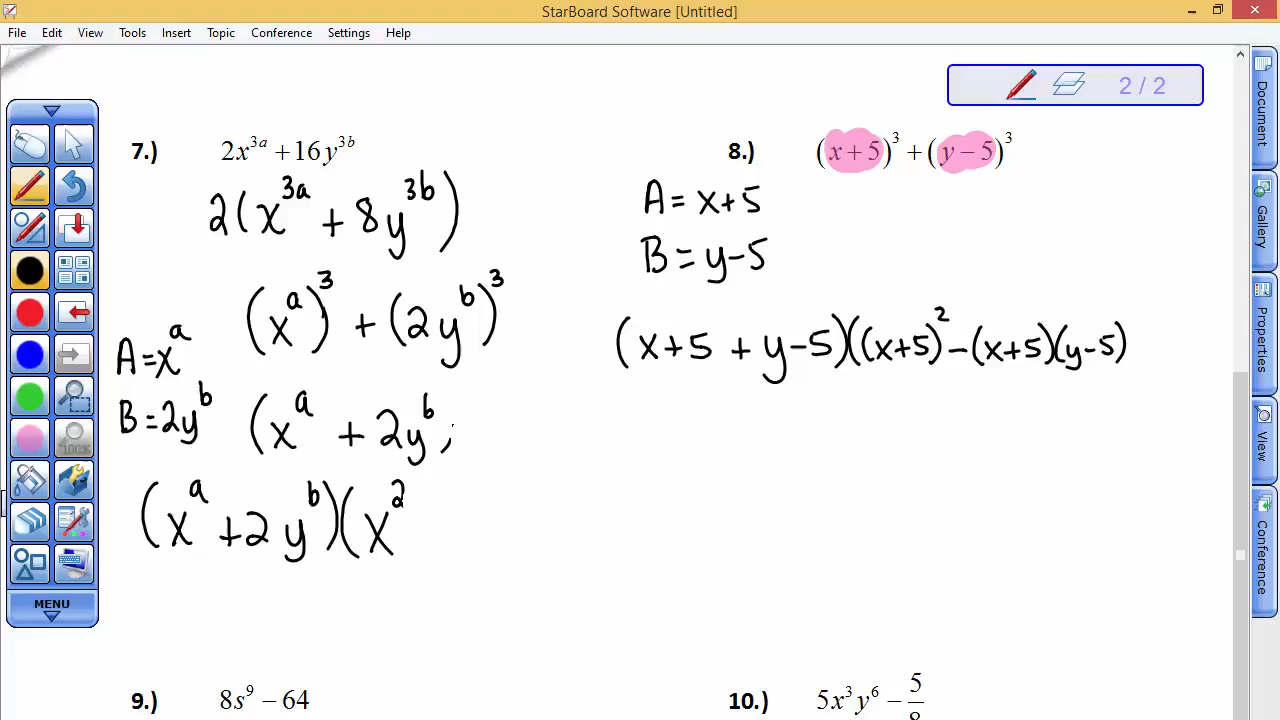 StarBoard Software [Untitled]
File Edit View Tools Insert Topic Conference Settings Help
2 / 2
Document
Gallery
Properties
View
Conference
100%
MENU
7.) 2x^{3a} + 16y^{3b}
2(x^{3a} + 8y^{3b})
(x^a)^3 + (2y^b)^3
A = x^a
B = 2y^b (x^a + 2y^b
(x^a + 2y^b)(x^2
8.) (x + 5)^3 + (y − 5)^3
A = x+5
B = y−5
(x+5 + y−5)((x+5)^2 − (x+5)(y−5)
9.) 8s^9 − 64
10.) 5x^3y^6 − 5/8